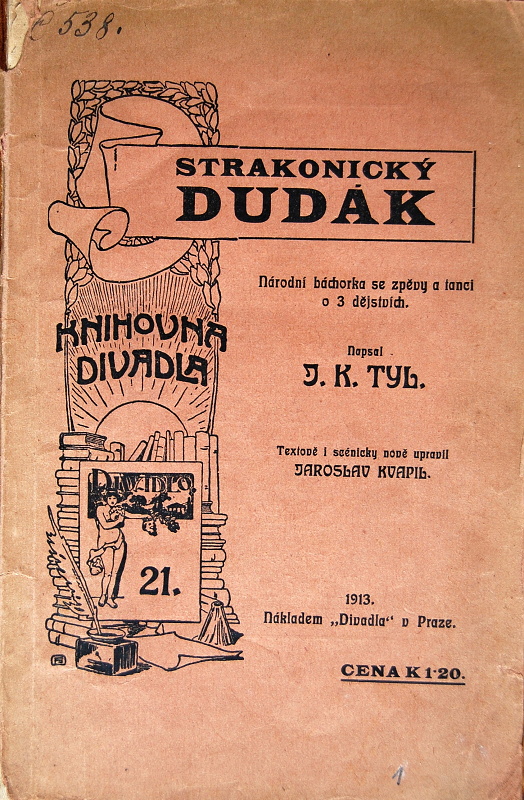 C 538.
STRAKONICKÝ
DUDÁK
Národní báchorka se zpěvy a tanci
o 3 dějstvích.
KNIHOVNA
DIVADLA
Napsal
J. K. TYL.
Textově i scénicky nově upravil
JAROSLAV KVAPIL.
DIVADLO
21.
1913.
Nákladem „Divadla“ v Praze.
CENA K 1·20.
1